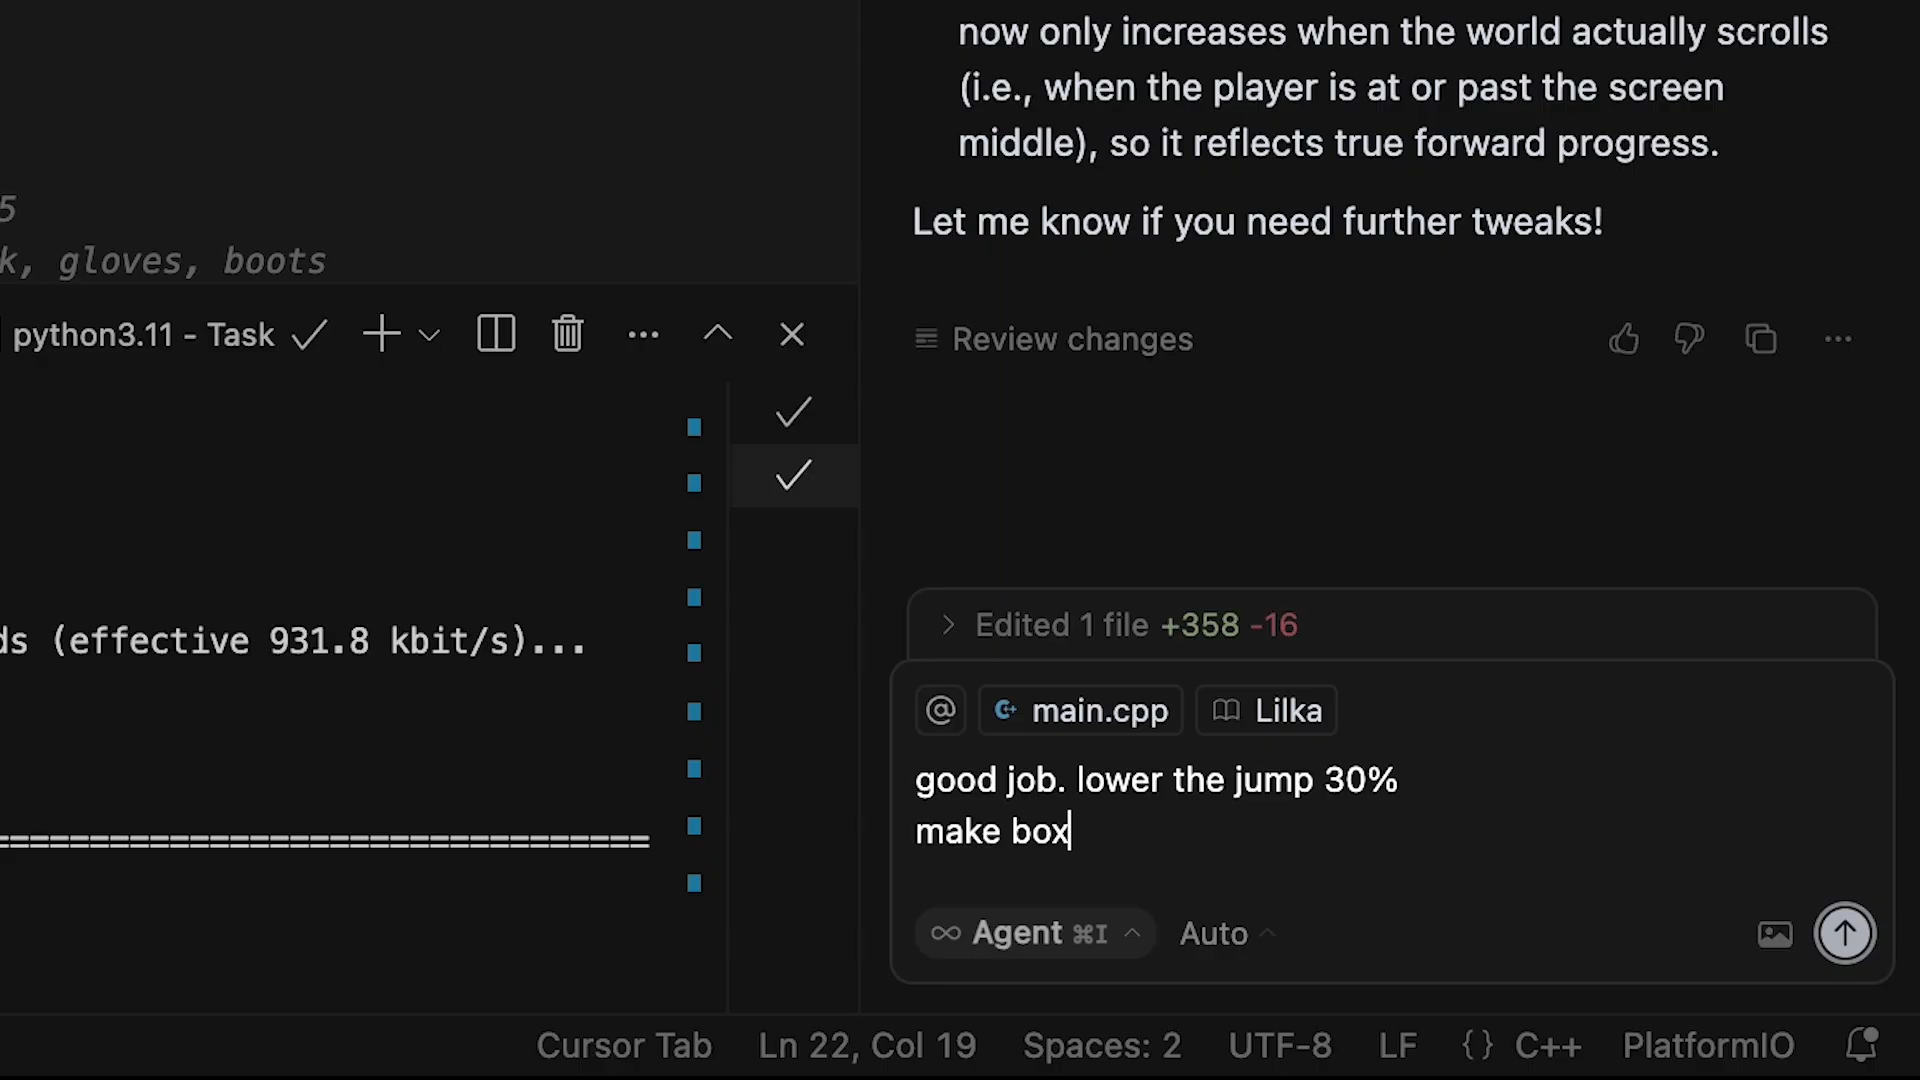 now only increases when the world actually scrolls
(i.e., when the player is at or past the screen
middle), so it reflects true forward progress.
Let me know if you need further tweaks!
Review changes
5
k, gloves, boots
python3.11 - Task
ds (effective 931.8 kbit/s)...
=================================
Edited 1 file +358 -16
@ main.cpp Lilka
good job. lower the jump 30%
make box
Agent ⌘I Auto
Cursor Tab Ln 22, Col 19 Spaces: 2 UTF-8 LF {} C++ PlatformIO